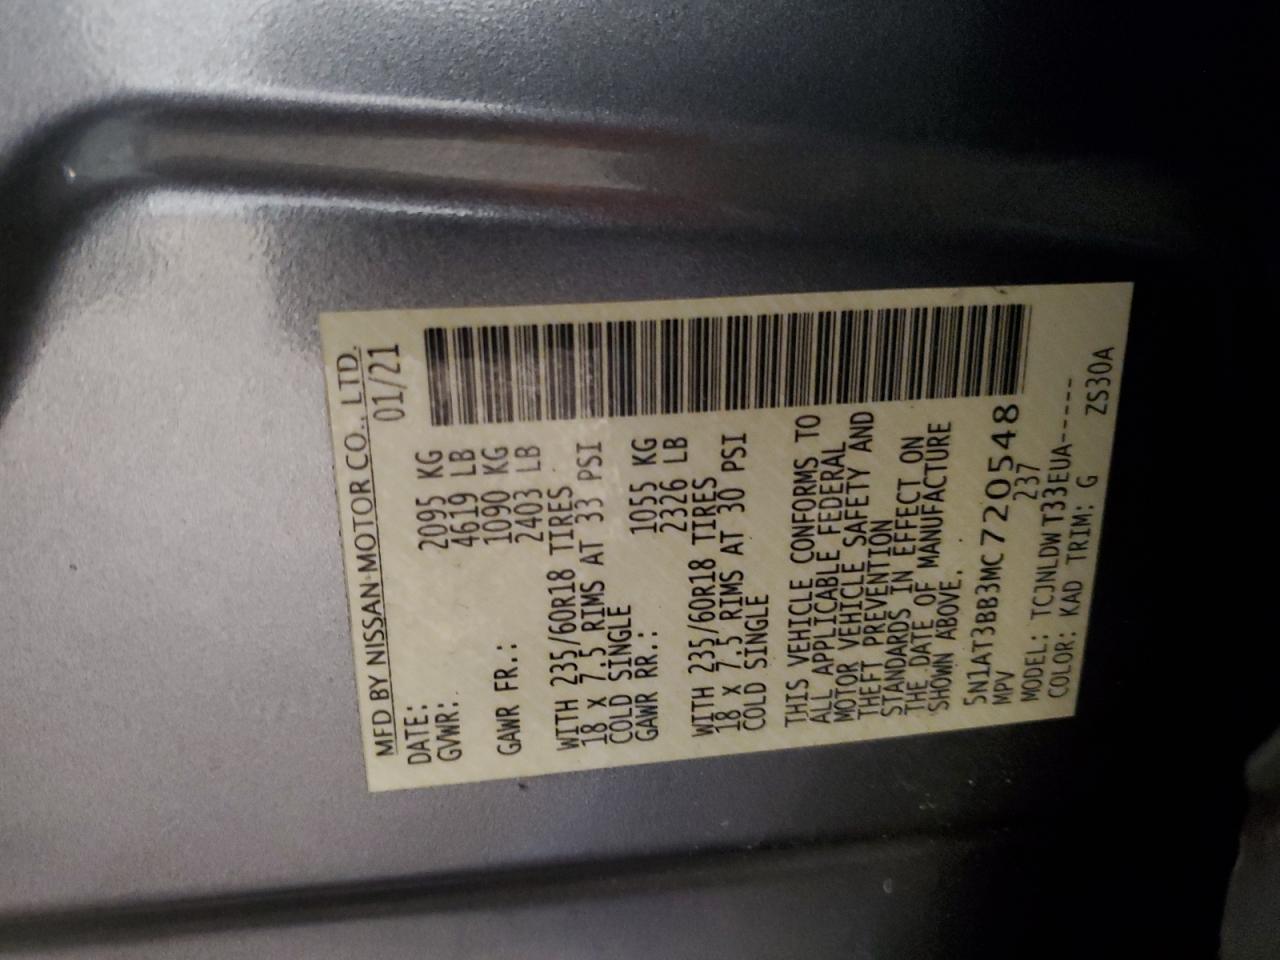 MFD BY NISSAN MOTOR CO., LTD.
DATE: 01/21
GVWR: 2095 KG
4619 LB
GAWR FR.: 1090 KG
2403 LB
WITH 235/60R18 TIRES
18 X 7.5 RIMS AT 33 PSI
COLD SINGLE
GAWR RR.: 1055 KG
2326 LB
WITH 235/60R18 TIRES
18 X 7.5 RIMS AT 30 PSI
COLD SINGLE
THIS VEHICLE CONFORMS TO
ALL APPLICABLE FEDERAL
MOTOR VEHICLE SAFETY AND
THEFT PREVENTION
STANDARDS IN EFFECT ON
THE DATE OF MANUFACTURE
SHOWN ABOVE.
5N1AT3BB3MC720548
MPV 237
MODEL: TCJNLDWT33EUA-----
COLOR: KAD TRIM: G ZS30A